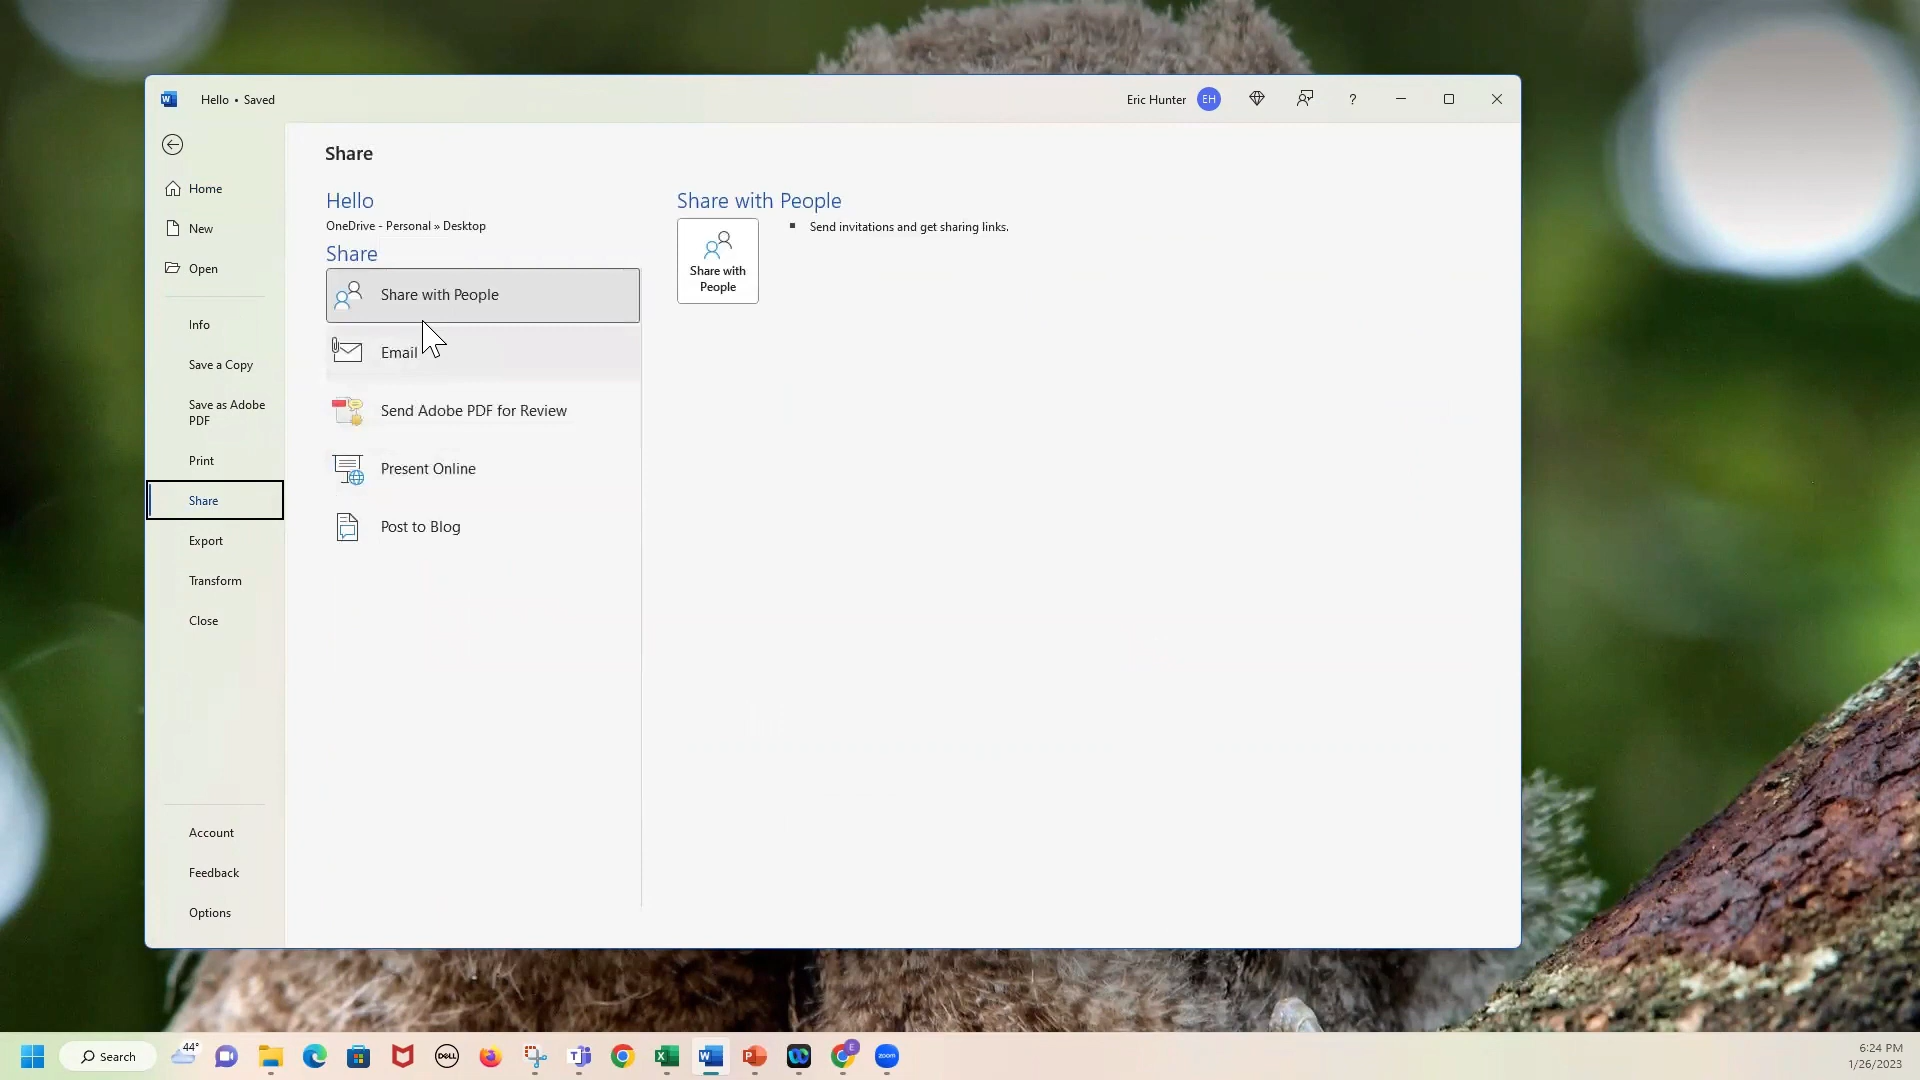 Hello • Saved
Eric Hunter EH
?
Home
New
Open
Info
Save a Copy
Save as Adobe
PDF
Print
Share
Export
Transform
Close
Account
Feedback
Options
Share
Hello
OneDrive - Personal » Desktop
Share
Share with People
Email
Send Adobe PDF for Review
Present Online
Post to Blog
Share with People
Share with
People
▪ Send invitations and get sharing links.
Search
44°
DELL
E
zoom
6:24 PM
1/26/2023